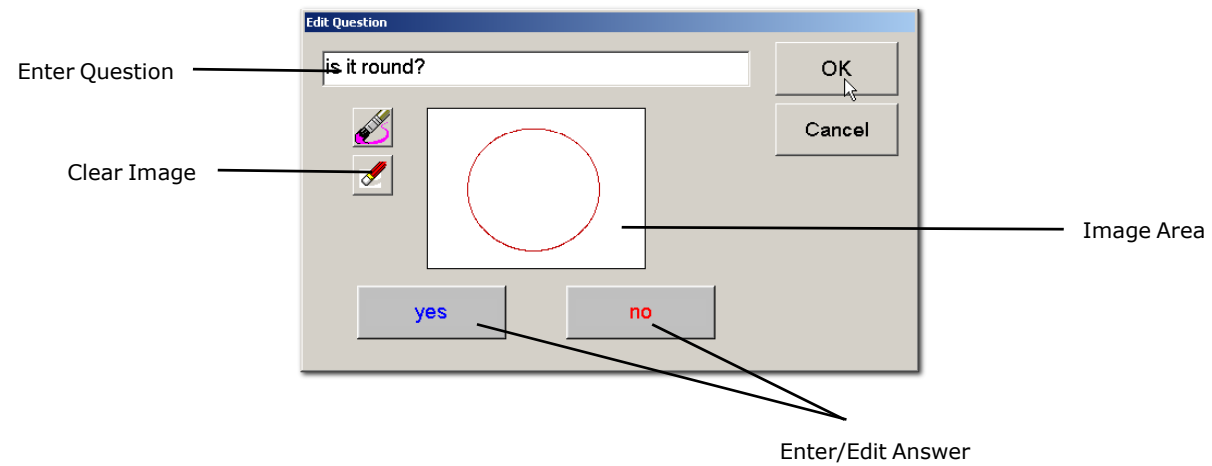 Edit Question
Enter Question
is it round?
OK
Cancel
Clear Image
Image Area
yes
no
Enter/Edit Answer